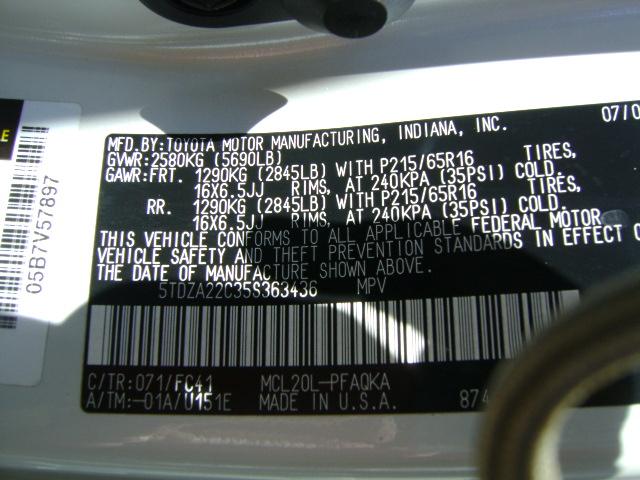 E
05B7V57897
07/0
MFD.BY:TOYOTA MOTOR MANUFACTURING, INDIANA, INC.
GVWR:2580KG (5690LB)
GAWR:FRT. 1290KG (2845LB) WITH P215/65R16 TIRES,
16X6.5JJ RIMS, AT 240KPA (35PSI) COLD.
RR. 1290KG (2845LB) WITH P215/65R16 TIRES,
16X6.5JJ RIMS, AT 240KPA (35PSI) COLD.
THIS VEHICLE CONFORMS TO ALL APPLICABLE FEDERAL MOTOR
VEHICLE SAFETY AND THEFT PREVENTION STANDARDS IN EFFECT O
THE DATE OF MANUFACTURE SHOWN ABOVE.
5TDZA22C35S363436 MPV
C/TR:071/FC41 MCL20L-PFAQKA
A/TM:-01A/U151E MADE IN U.S.A. 874